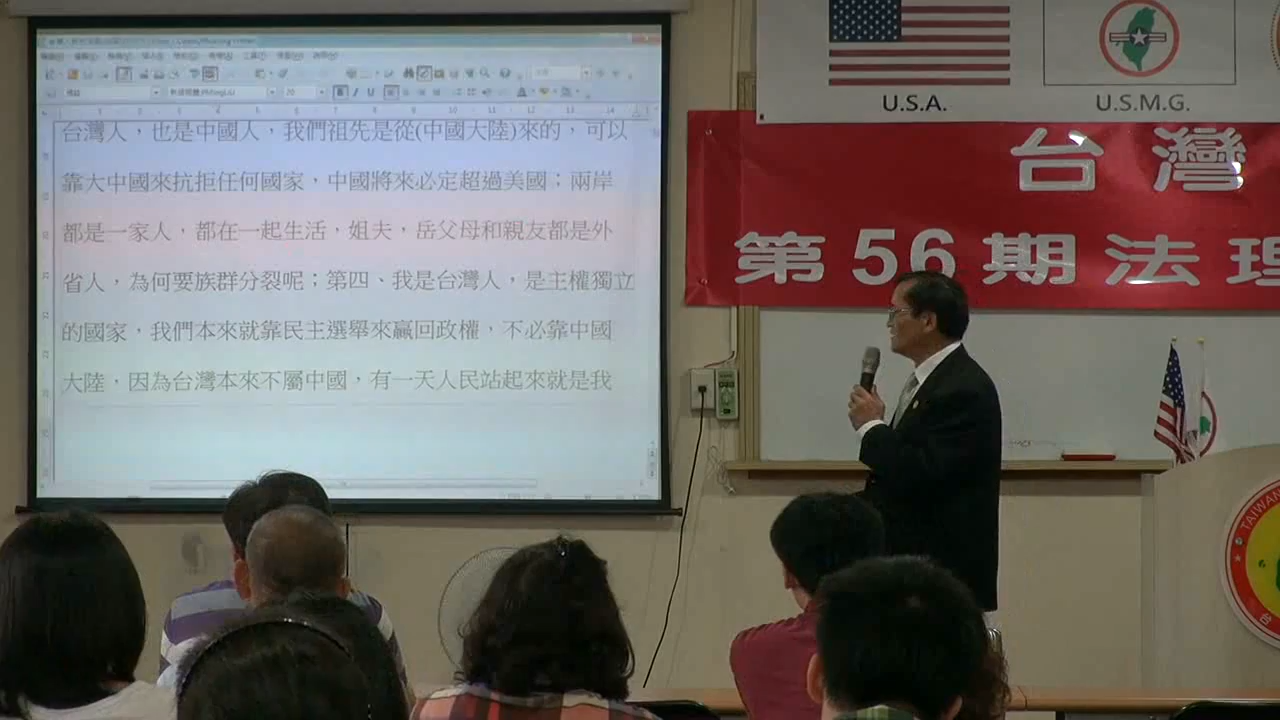 台灣人，也是中國人，我們祖先是從(中國大陸)來的，可以
靠大中國來抗拒任何國家，中國將來必定超過美國；兩岸
都是一家人，都在一起生活，姐夫，岳父母和親友都是外
省人，為何要族群分裂呢；第四、我是台灣人，是主權獨立
的國家，我們本來就靠民主選舉來贏回政權，不必靠中國
大陸，因為台灣本來不屬中國，有一天人民站起來就是我
U.S.A.
U.S.M.G.
台灣
第56期法理
TAIWAN
台